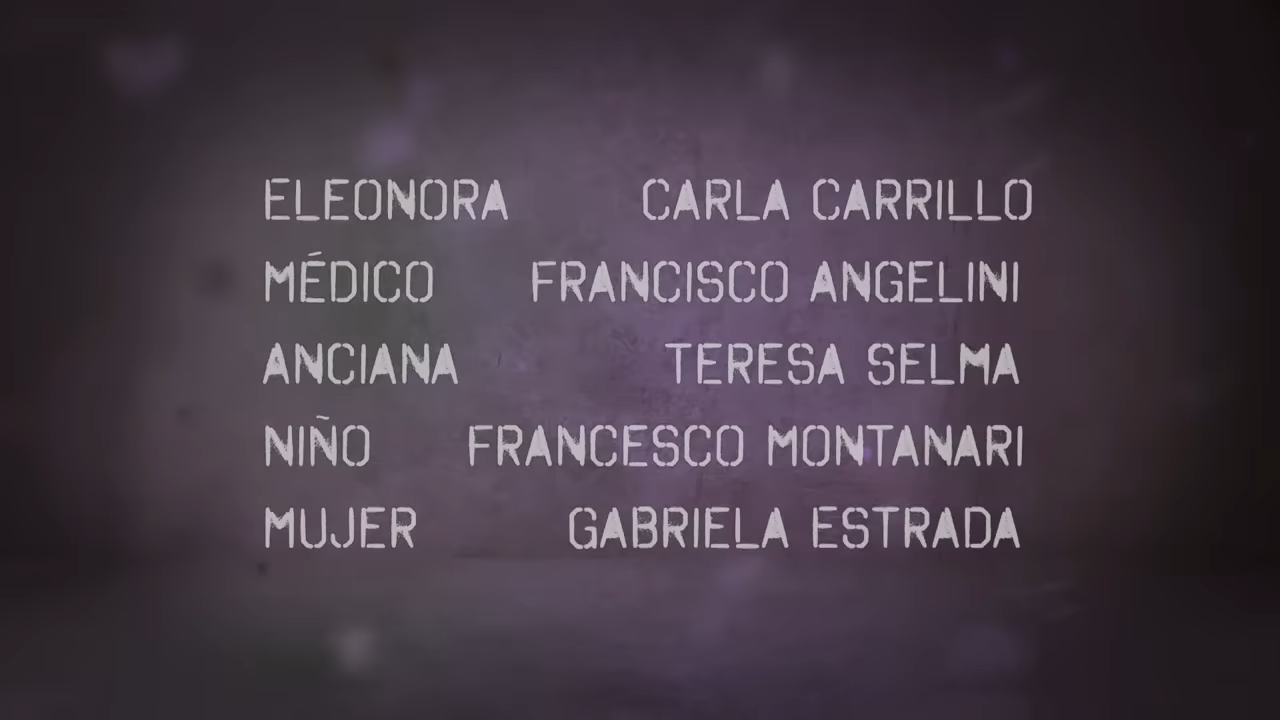 ELEONORA CARLA CARRILLO
MÉDICO FRANCISCO ANGELINI
ANCIANA TERESA SELMA
NIÑO FRANCESCO MONTANARI
MUJER GABRIELA ESTRADA